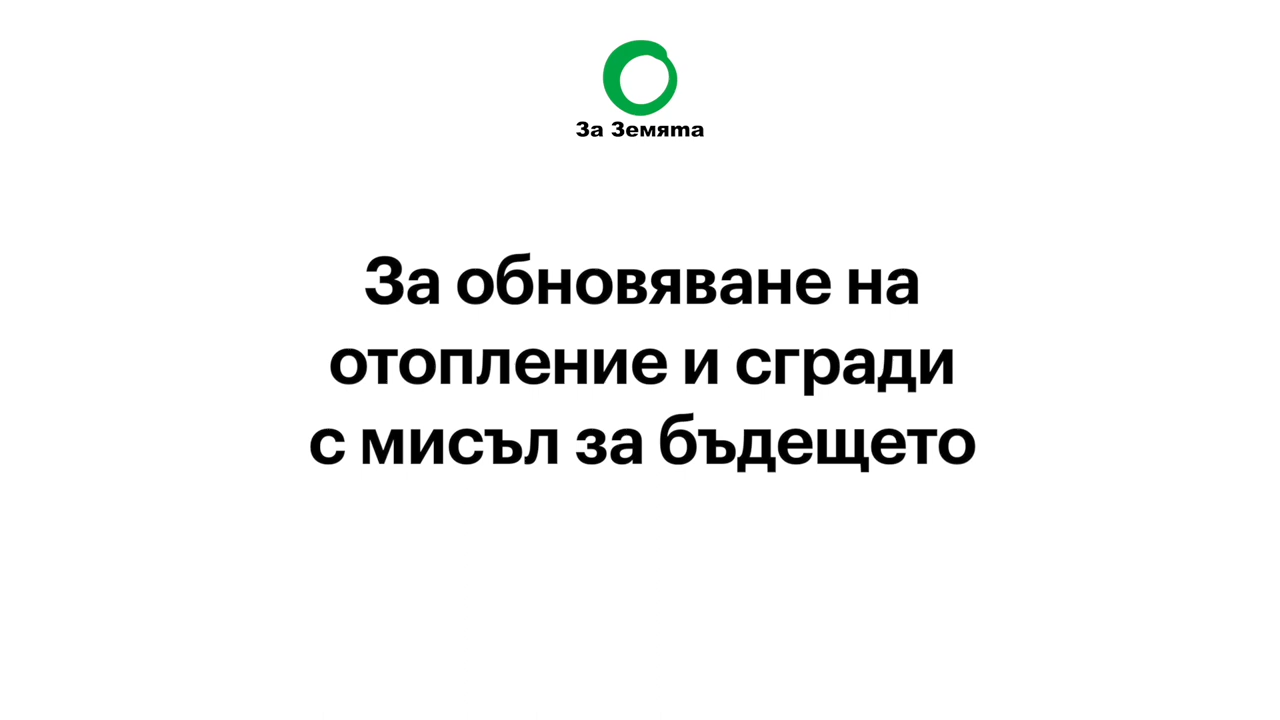 За Земята
За обновяване на
отопление и сгради
с мисъл за бъдещето